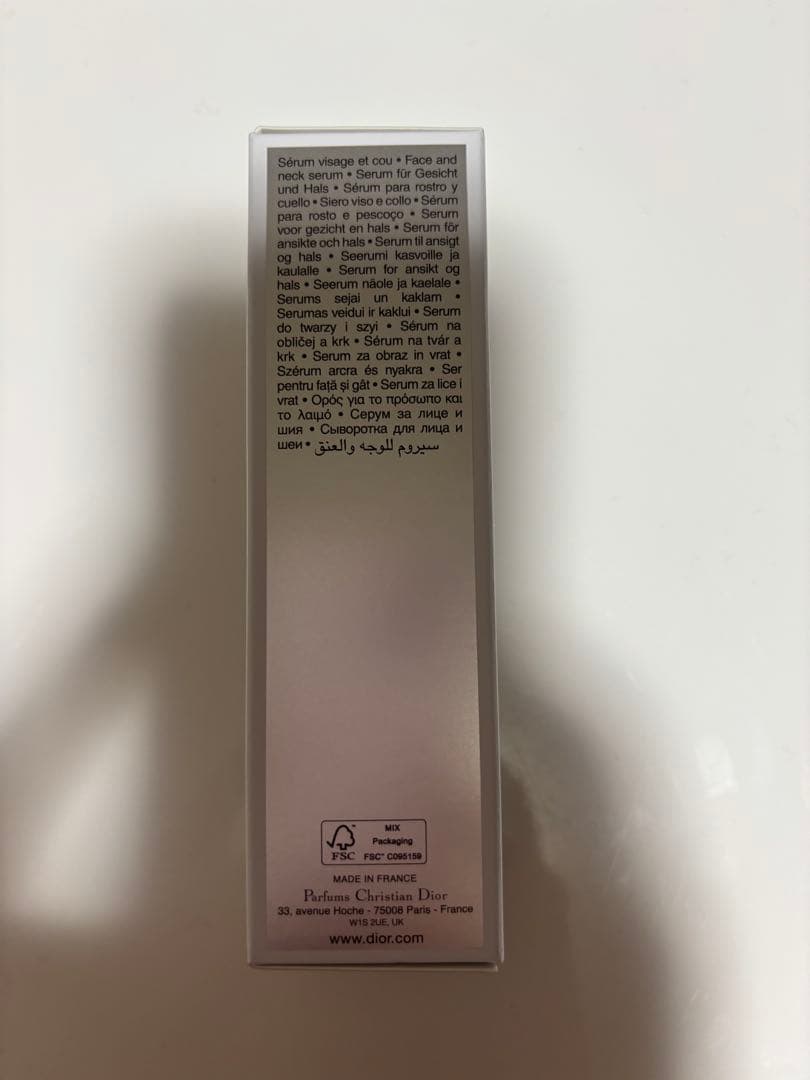 Sérum visage et cou • Face and
neck serum • Serum für Gesicht
und Hals • Sérum para rostro y
cuello • Siero viso e collo • Sérum
para rosto e pescoço • Serum
voor gezicht en hals • Serum för
ansikte och hals • Serum til ansigt
og hals • Seerumi kasvoille ja
kaulalle • Serum for ansikt og
hals • Seerum näole ja kaelale •
Serums sejai un kaklam •
Serumas veidui ir kaklui • Serum
do twarzy i szyi • Sérum na
obličej a krk • Sérum na tvár a
krk • Serum za obraz in vrat •
Szérum arcra és nyakra • Ser
pentru față și gât • Serum za lice i
vrat • Ορός για το πρόσωπο και
το λαιμό • Серум за лице и
шия • Сыворотка для лица и
шеи • سيروم للوجه والعنق
MIX
Packaging
FSC™ FSC™ C095159
MADE IN FRANCE
Parfums Christian Dior
33, avenue Hoche - 75008 Paris - France
W1S 2UE, UK
www.dior.com